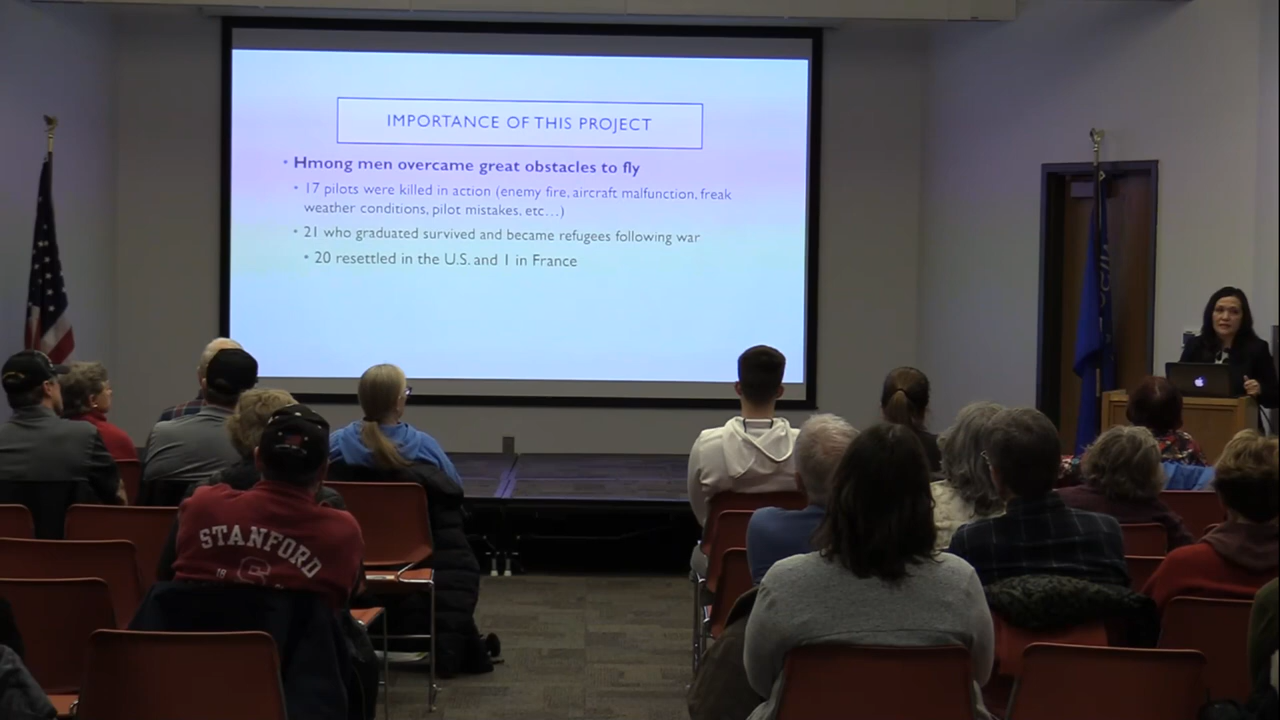 IMPORTANCE OF THIS PROJECT
• Hmong men overcame great obstacles to fly
• 17 pilots were killed in action (enemy fire, aircraft malfunction, freak
weather conditions, pilot mistakes, etc…)
• 21 who graduated survived and became refugees following war
• 20 resettled in the U.S. and 1 in France
STANFORD
S
18